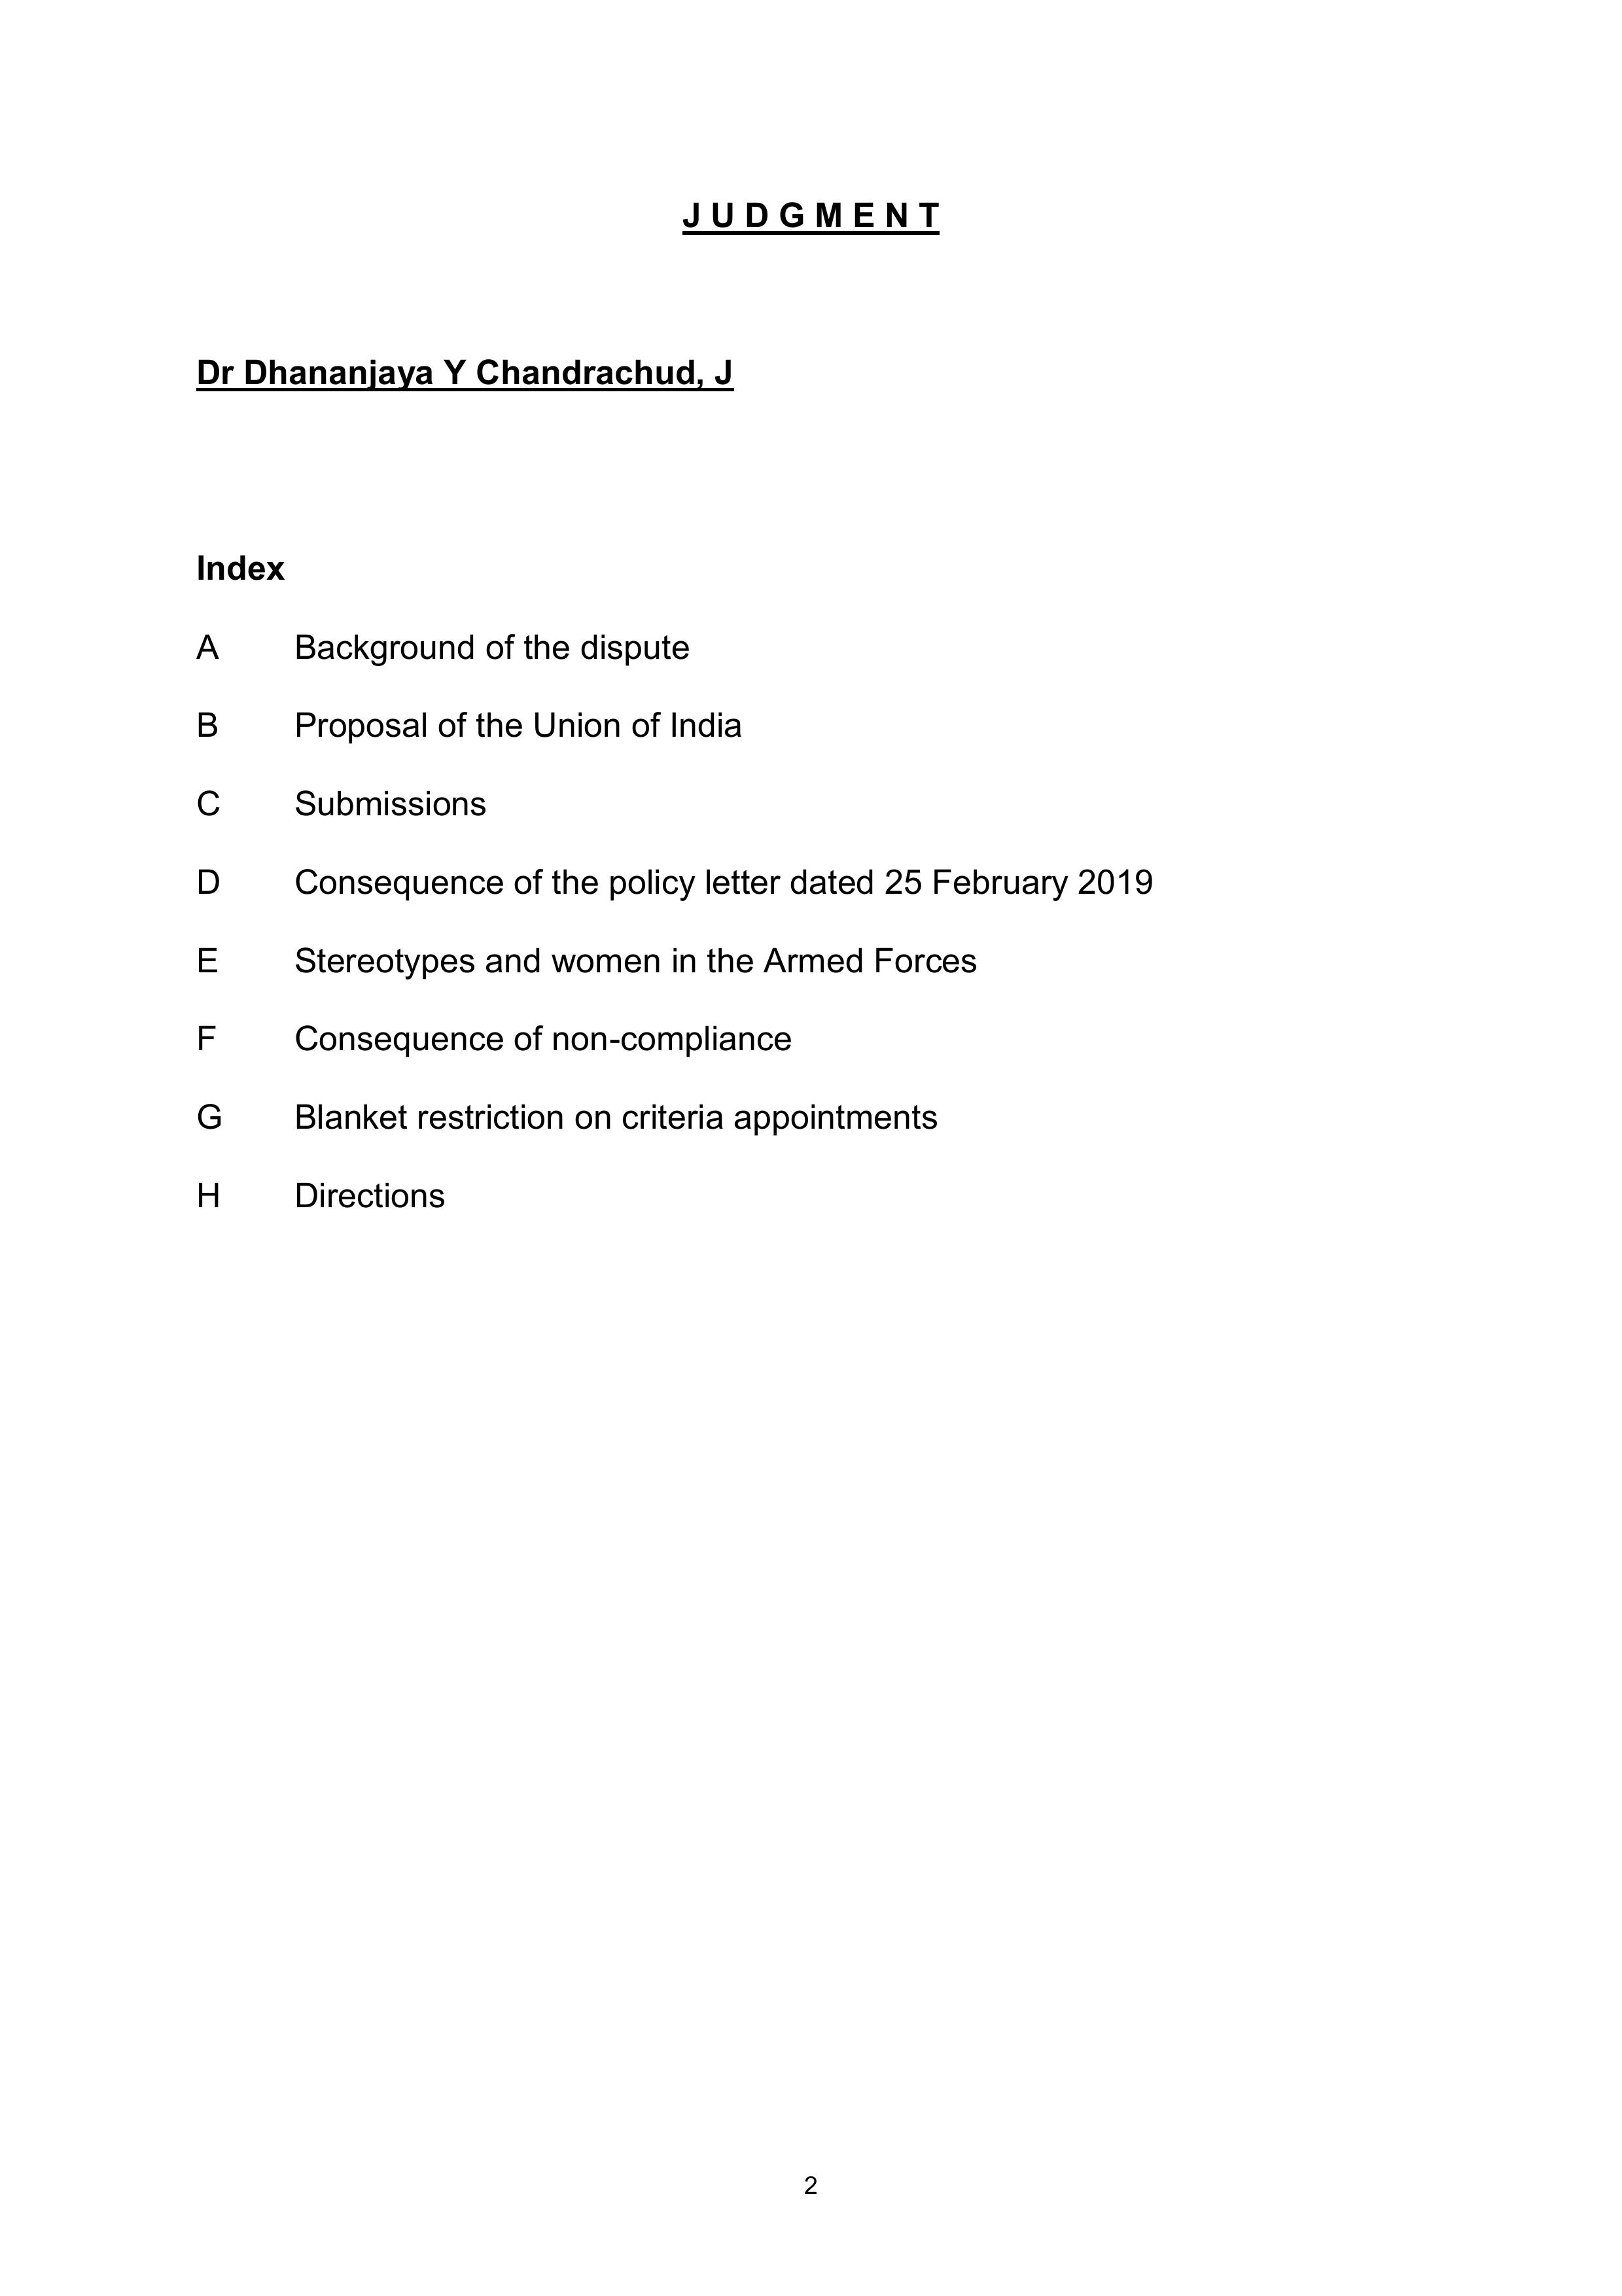 J U D G M E N T
Dr Dhananjaya Y Chandrachud, J
Index
A Background of the dispute
B Proposal of the Union of India
C Submissions
D Consequence of the policy letter dated 25 February 2019
E Stereotypes and women in the Armed Forces
F Consequence of non-compliance
G Blanket restriction on criteria appointments
H Directions
2